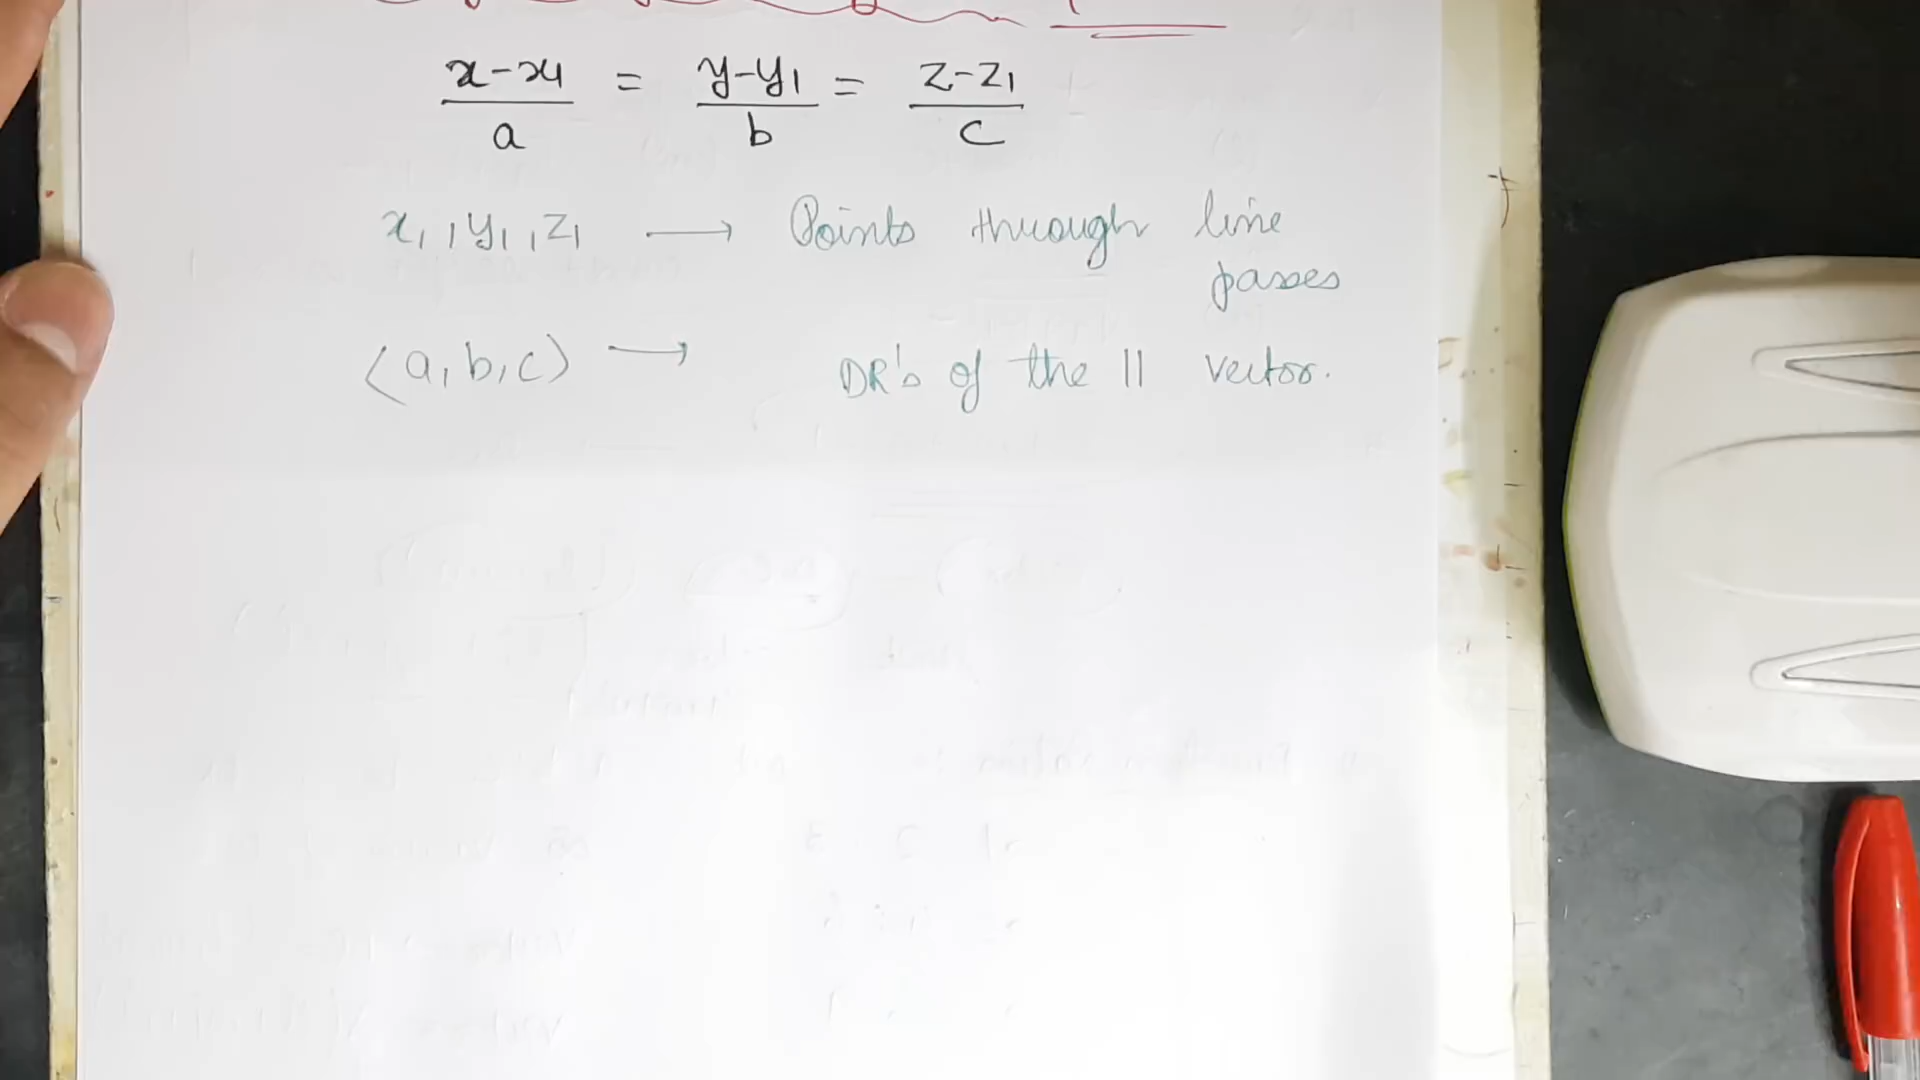 x-x1/a = y-y1/b = z-z1/c
x1, y1, z1 → Points through line
passes
⟨a, b, c⟩ → DR's of the || vector.